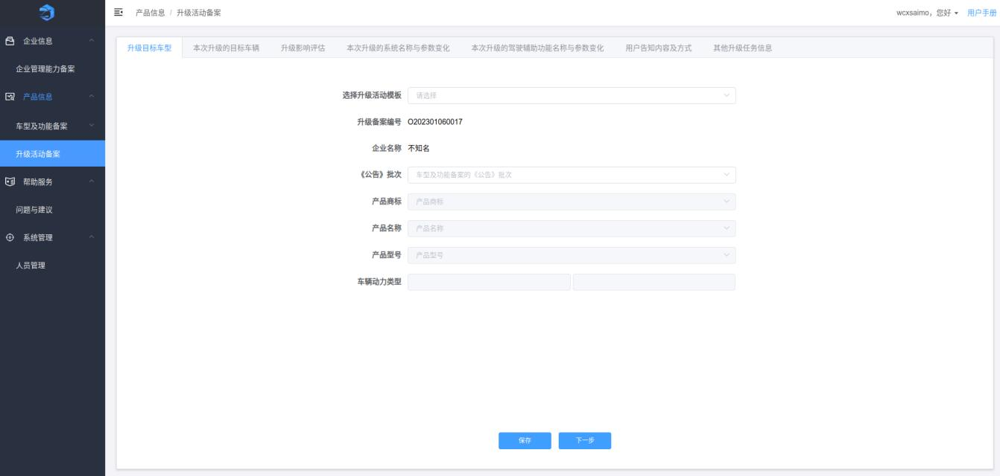 产品信息 / 升级活动备案
wcxsaimo，您好 用户手册
企业信息
企业管理能力备案
产品信息
车型及功能备案
升级活动备案
帮助服务
问题与建议
系统管理
人员管理
升级目标车型 本次升级的目标车辆 升级影响评估 本次升级的系统名称与参数变化 本次升级的驾驶辅助功能名称与参数变化 用户告知内容及方式 其他升级任务信息
选择升级活动模板 请选择
升级备案编号 O202301060017
企业名称 不知名
《公告》批次 车型及功能备案的《公告》批次
产品商标 产品商标
产品名称 产品名称
产品型号 产品型号
车辆动力类型
保存 下一步